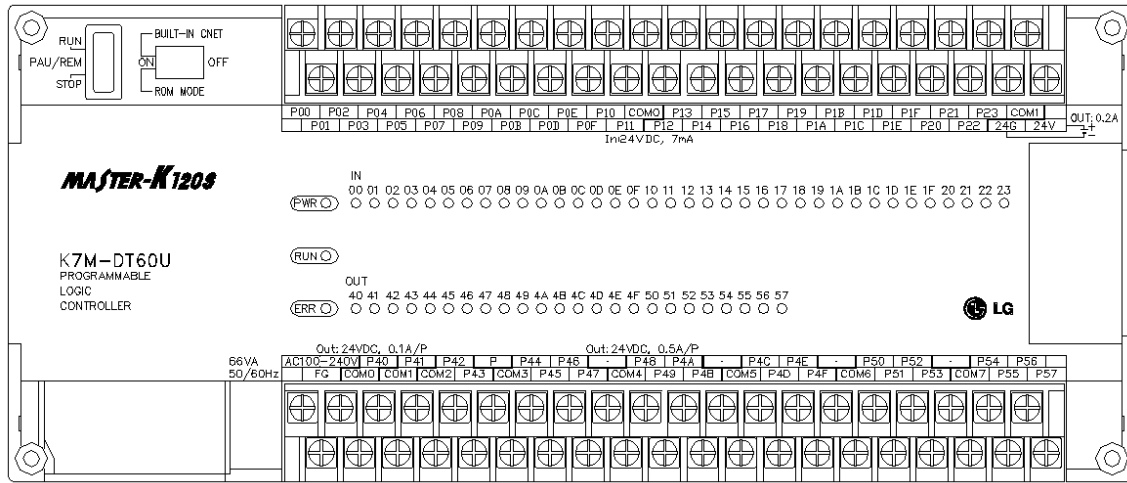 RUN
PAU/REM
STOP
BUILT-IN CNET
ON OFF
ROM MODE
P00 P02 P04 P06 P08 P0A P0C P0E P10 COM0 P13 P15 P17 P19 P1B P1D P1F P21 P23 COM1
P01 P03 P05 P07 P09 P0B P0D P0F P11 P12 P14 P16 P18 P1A P1C P1E P20 P22 24G 24V
OUT: 0.2A
+
-
In:24VDC, 7mA
MASTER-K120S
IN
00 01 02 03 04 05 06 07 08 09 0A 0B 0C 0D 0E 0F 10 11 12 13 14 15 16 17 18 19 1A 1B 1C 1D 1E 1F 20 21 22 23
PWR
K7M-DT60U
PROGRAMMABLE
LOGIC
CONTROLLER
RUN
OUT
40 41 42 43 44 45 46 47 48 49 4A 4B 4C 4D 4E 4F 50 51 52 53 54 55 56 57
ERR
LG
Out: 24VDC, 0.1A/P Out: 24VDC, 0.5A/P
66VA AC100-240V P40 P41 P42 P P44 P46 - P48 P4A - P4C P4E - P50 P52 - P54 P56
50/60Hz FG COM0 COM1 COM2 P43 COM3 P45 P47 COM4 P49 P4B COM5 P4D P4F COM6 P51 P53 COM7 P55 P57